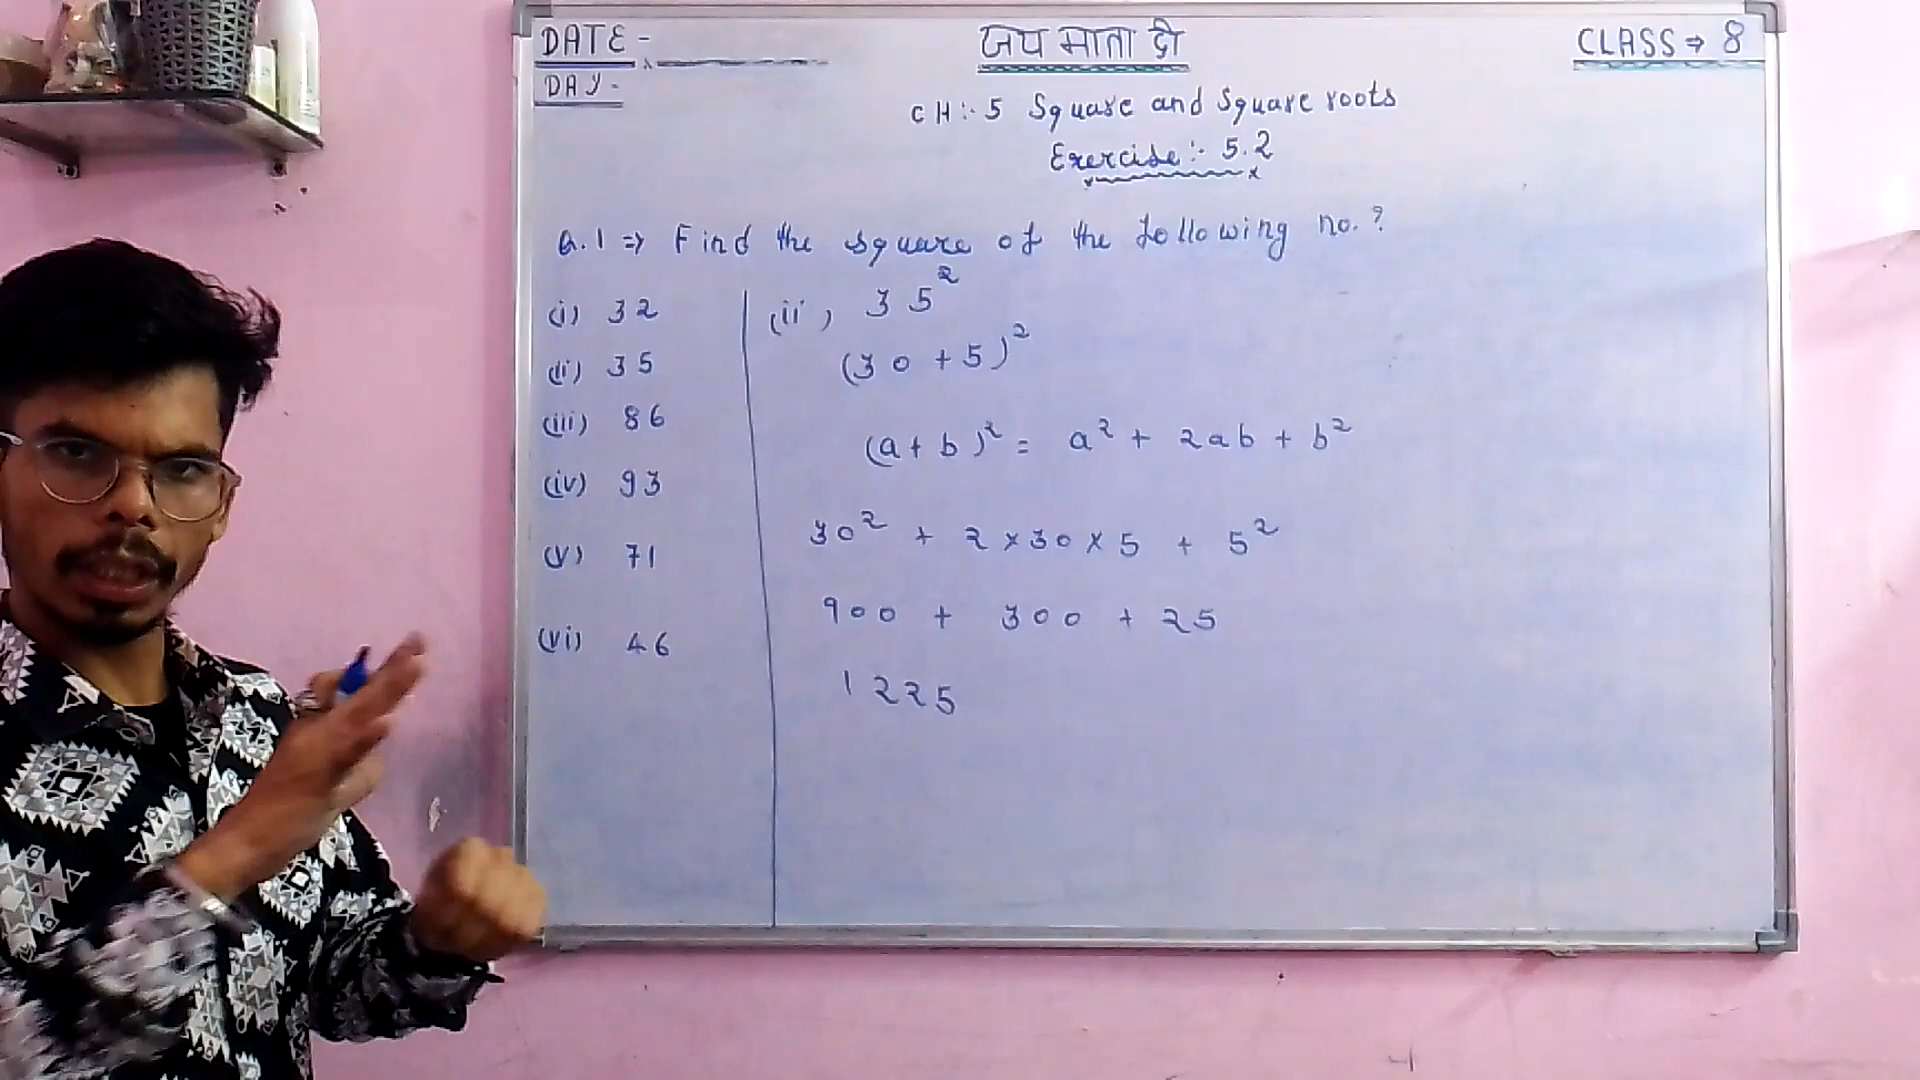 DATE -
जय माता दी
CLASS → 8
DAY -
CH:- 5 Square and Square roots
Exercise:- 5.2
Q.1 => Find the square of the following no.?
(i) 32
(ii) 35
(iii) 86
(iv) 93
(v) 71
(vi) 46
(ii) 35²
(30+5)²
(a+b)² = a² + 2ab + b²
30² + 2×30×5 + 5²
900 + 300 + 25
1225